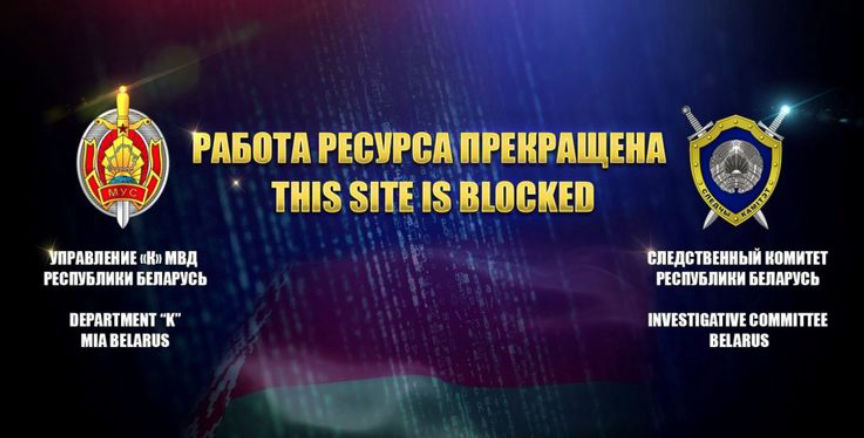 РАБОТА РЕСУРСА ПРЕКРАЩЕНА
THIS SITE IS BLOCKED
МУС
УПРАВЛЕНИЕ «К» МВД
РЕСПУБЛИКИ БЕЛАРУСЬ
DEPARTMENT “K”
MIA BELARUS
СЛЕДЧЫ КАМІТЭТ
СЛЕДСТВЕННЫЙ КОМИТЕТ
РЕСПУБЛИКИ БЕЛАРУСЬ
INVESTIGATIVE COMMITTEE
BELARUS